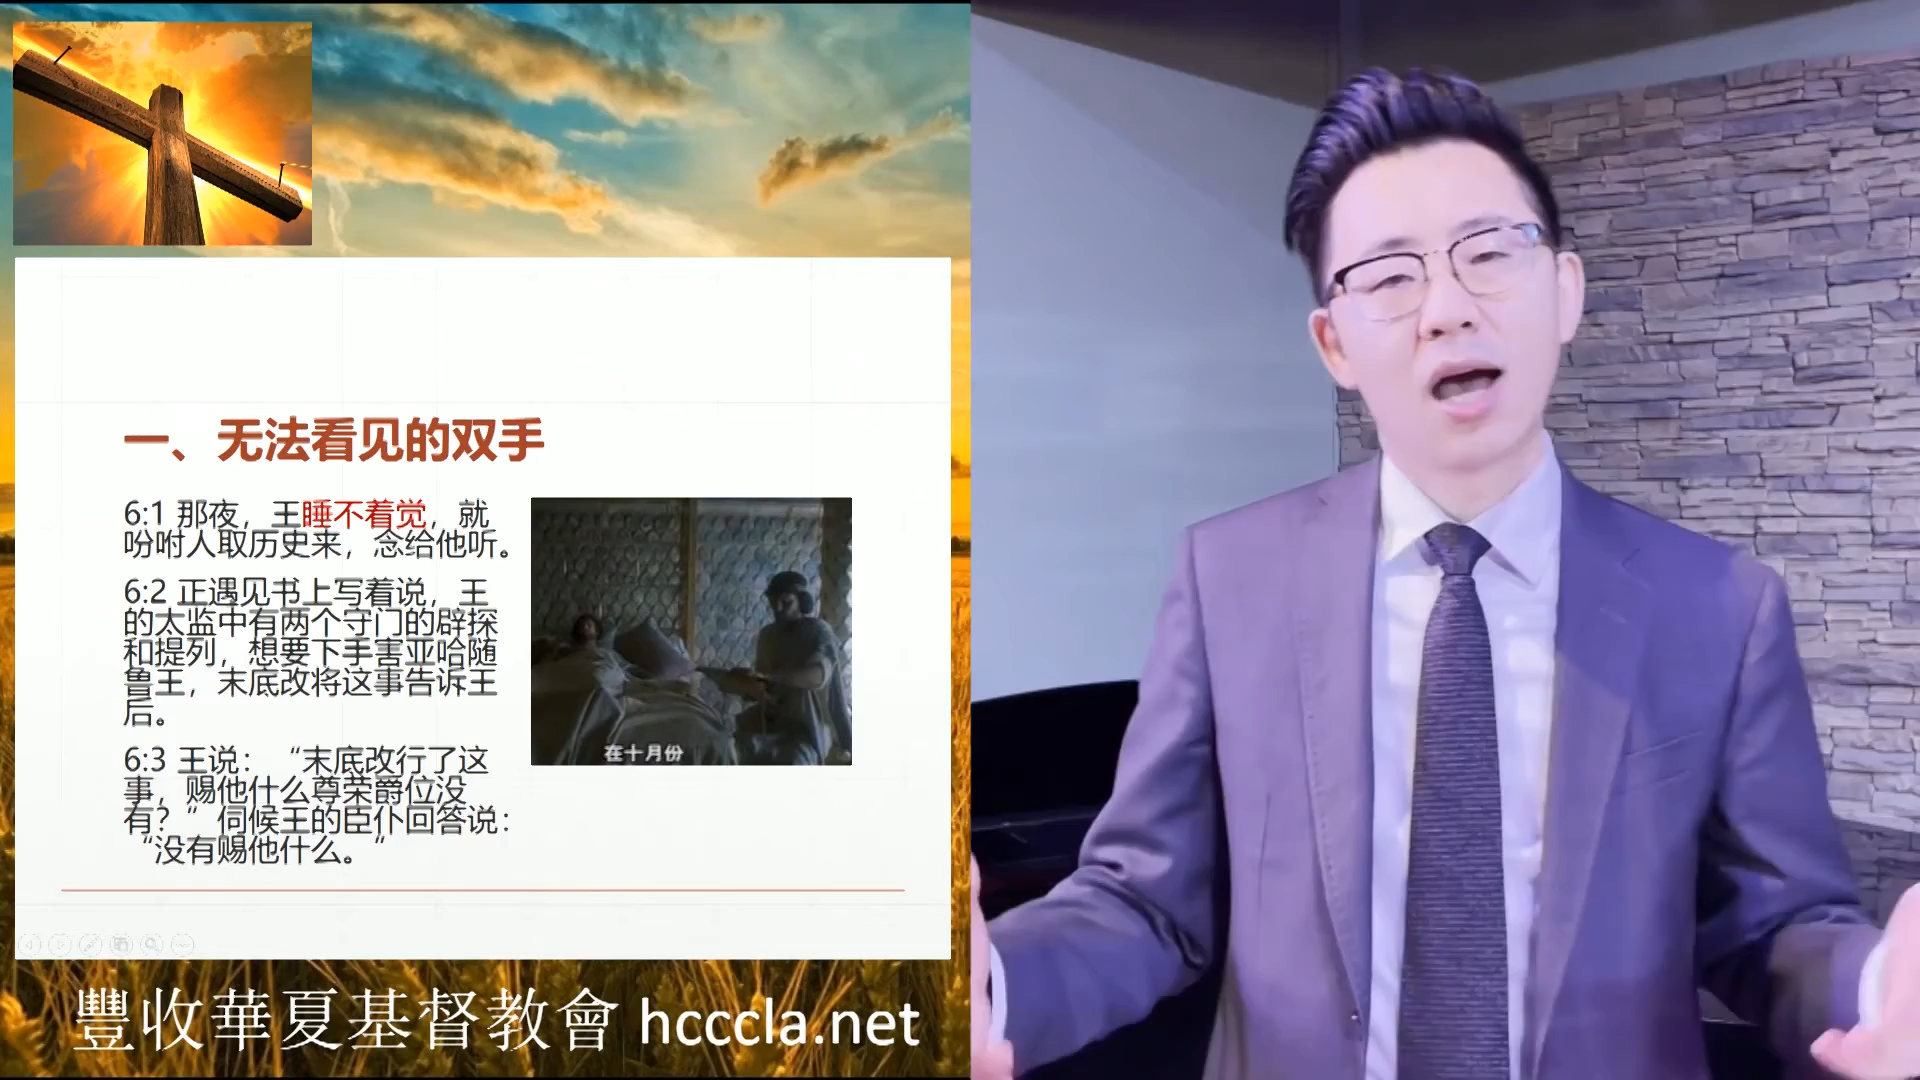 一、无法看见的双手
6:1 那夜，王睡不着觉，就
吩咐人取历史来，念给他听。
6:2 正遇见书上写着说，王
的太监中有两个守门的辟探
和提列，想要下手害亚哈随
鲁王，末底改将这事告诉王
后。
6:3 王说：“末底改行了这
事，赐他什么尊荣爵位没
有？”伺候王的臣仆回答说：
“没有赐他什么。”
在十月份
豐收華夏基督教會 hcccla.net